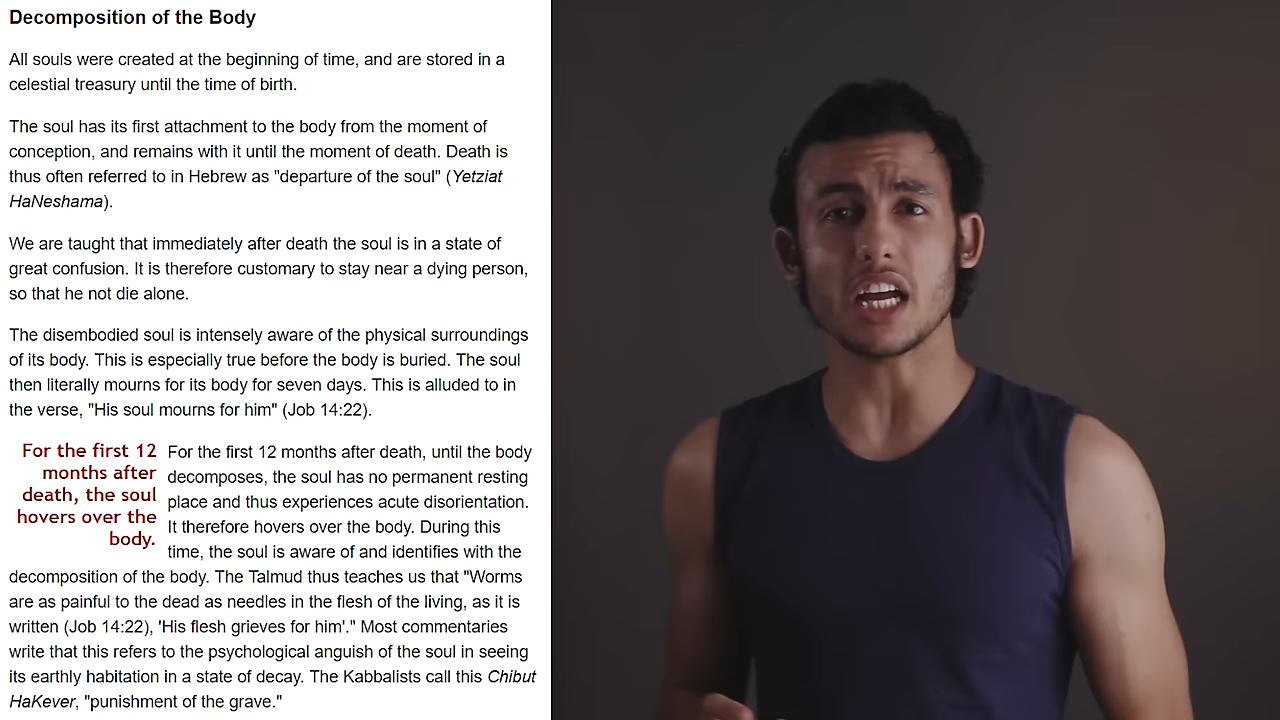 Decomposition of the Body
All souls were created at the beginning of time, and are stored in a
celestial treasury until the time of birth.
The soul has its first attachment to the body from the moment of
conception, and remains with it until the moment of death. Death is
thus often referred to in Hebrew as "departure of the soul" (Yetziat
HaNeshama).
We are taught that immediately after death the soul is in a state of
great confusion. It is therefore customary to stay near a dying person,
so that he not die alone.
The disembodied soul is intensely aware of the physical surroundings
of its body. This is especially true before the body is buried. The soul
then literally mourns for its body for seven days. This is alluded to in
the verse, "His soul mourns for him" (Job 14:22).
For the first 12
months after
death, the soul
hovers over the
body.
For the first 12 months after death, until the body
decomposes, the soul has no permanent resting
place and thus experiences acute disorientation.
It therefore hovers over the body. During this
time, the soul is aware of and identifies with the
decomposition of the body. The Talmud thus teaches us that "Worms
are as painful to the dead as needles in the flesh of the living, as it is
written (Job 14:22), 'His flesh grieves for him'." Most commentaries
write that this refers to the psychological anguish of the soul in seeing
its earthly habitation in a state of decay. The Kabbalists call this Chibut
HaKever, "punishment of the grave."